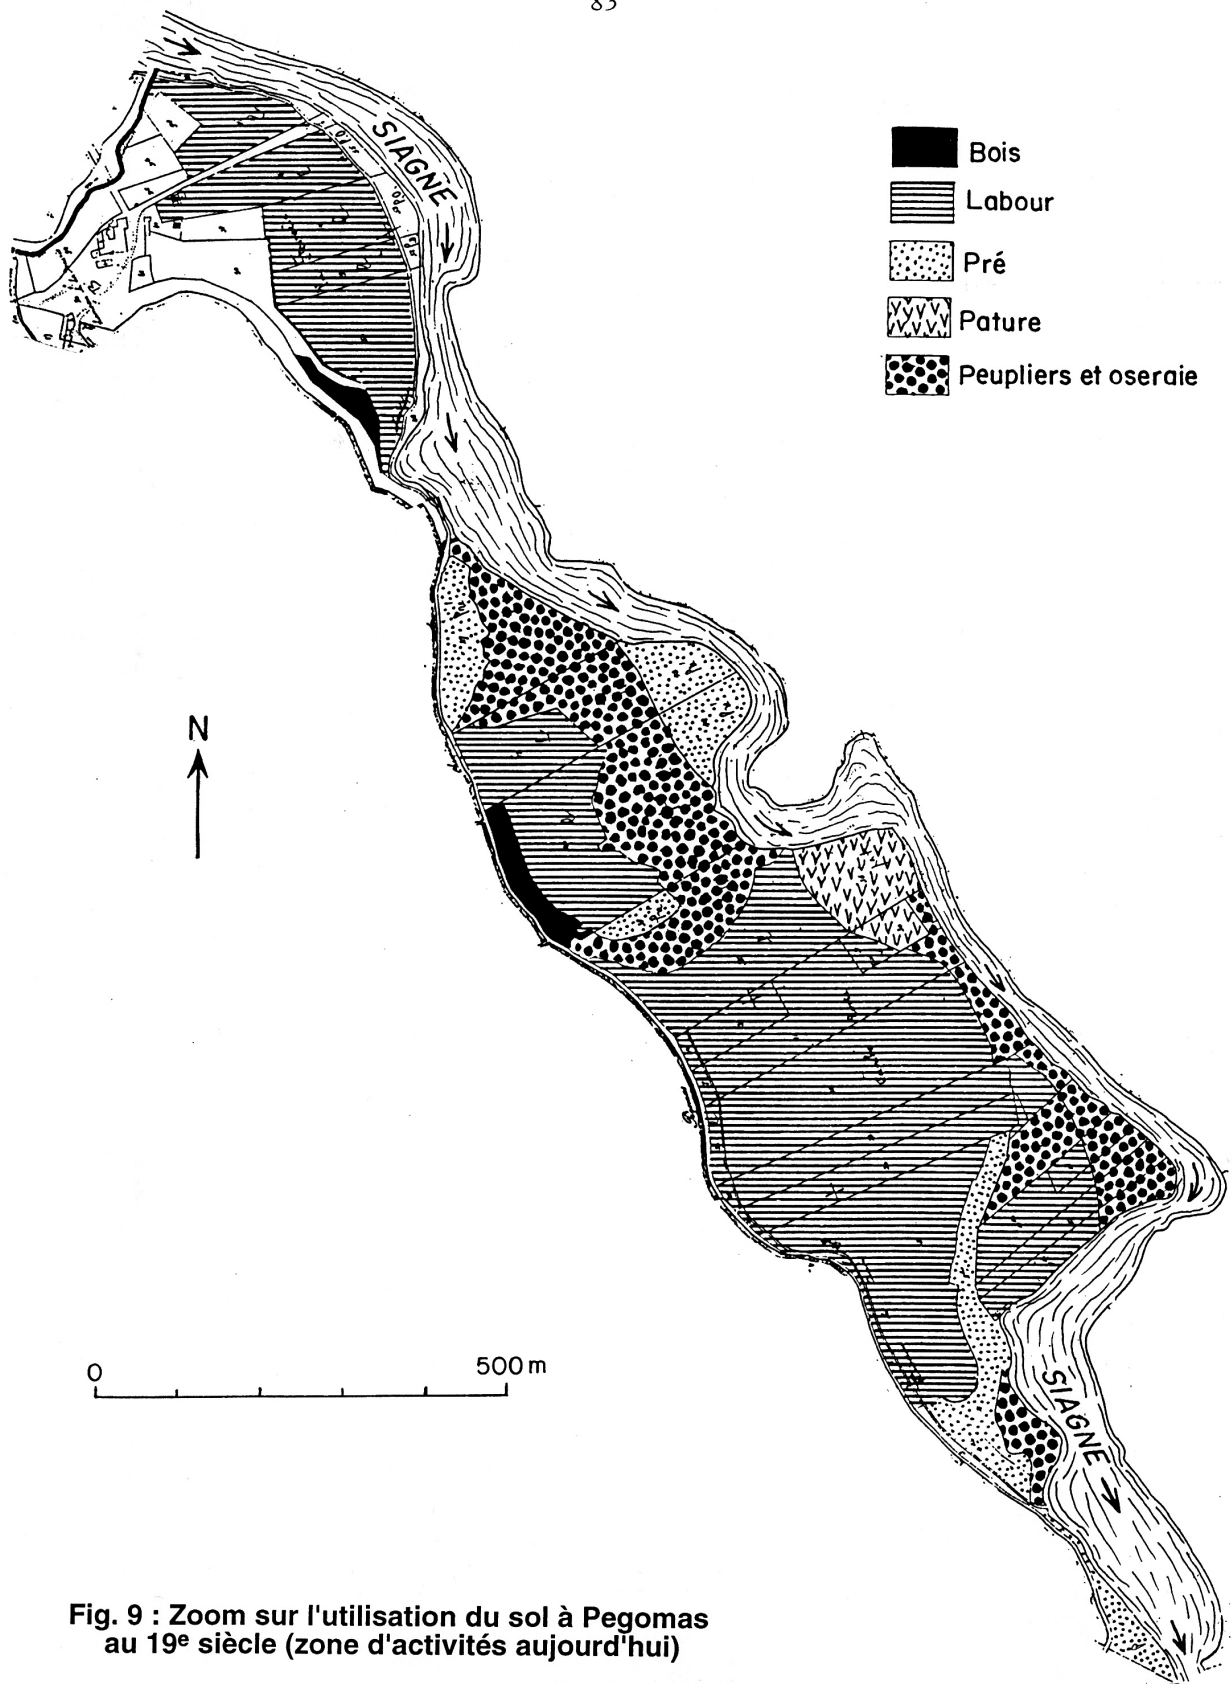 83
SIAGNE
Bois
Labour
Pré
Pature
Peupliers et oseraie
N
0
500 m
SIAGNE
Fig. 9 : Zoom sur l'utilisation du sol à Pegomas
au 19e siècle (zone d'activités aujourd'hui)